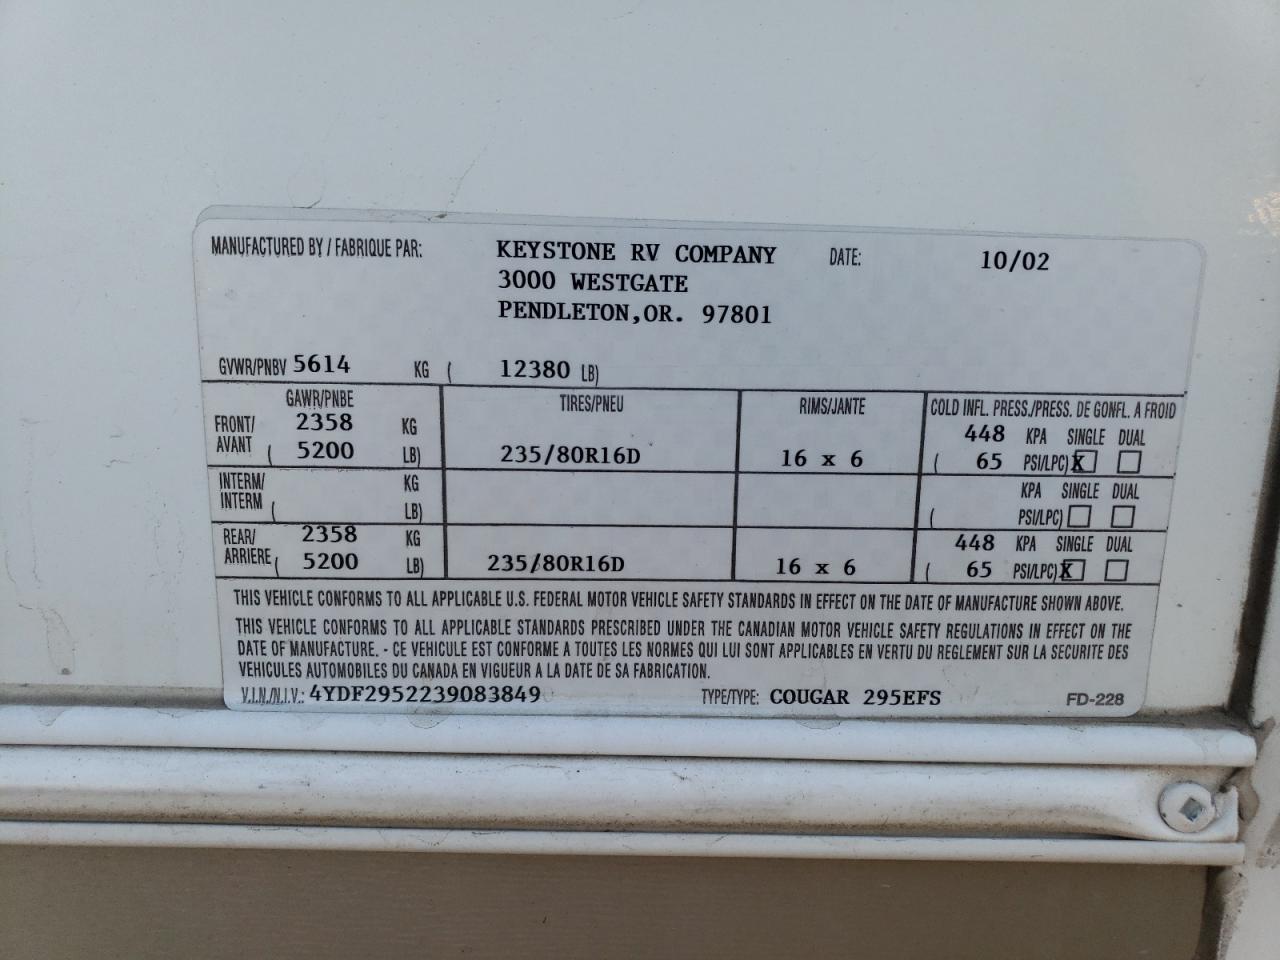 MANUFACTURED BY / FABRIQUE PAR: KEYSTONE RV COMPANY DATE: 10/02
3000 WESTGATE
PENDLETON,OR. 97801
GVWR/PNBV 5614 KG ( 12380 LB)
GAWR/PNBE TIRES/PNEU RIMS/JANTE COLD INFL. PRESS./PRESS. DE GONFL. A FROID
FRONT/ 2358 KG 448 KPA SINGLE DUAL
AVANT ( 5200 LB) 235/80R16D 16 x 6 ( 65 PSI/LPC) X
INTERM/ KG KPA SINGLE DUAL
INTERM ( LB) ( PSI/LPC)
REAR/ 2358 KG 448 KPA SINGLE DUAL
ARRIERE ( 5200 LB) 235/80R16D 16 x 6 ( 65 PSI/LPC) X
THIS VEHICLE CONFORMS TO ALL APPLICABLE U.S. FEDERAL MOTOR VEHICLE SAFETY STANDARDS IN EFFECT ON THE DATE OF MANUFACTURE SHOWN ABOVE.
THIS VEHICLE CONFORMS TO ALL APPLICABLE STANDARDS PRESCRIBED UNDER THE CANADIAN MOTOR VEHICLE SAFETY REGULATIONS IN EFFECT ON THE
DATE OF MANUFACTURE. - CE VEHICULE EST CONFORME A TOUTES LES NORMES QUI LUI SONT APPLICABLES EN VERTU DU REGLEMENT SUR LA SECURITE DES
VEHICULES AUTOMOBILES DU CANADA EN VIGUEUR A LA DATE DE SA FABRICATION.
V.I.N./N.I.V.: 4YDF2952239083849 TYPE/TYPE: COUGAR 295EFS FD-228